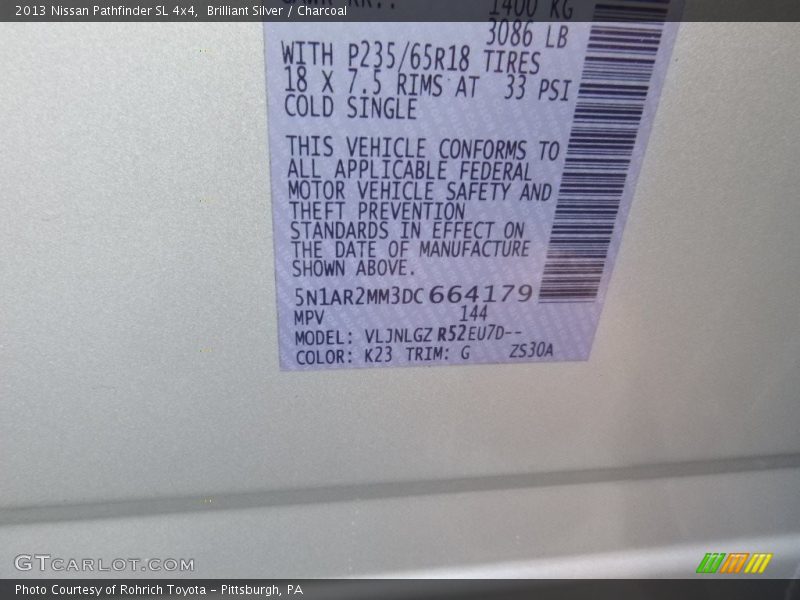 2013 Nissan Pathfinder SL 4x4, Brilliant Silver / Charcoal
1400 KG
3086 LB
WITH P235/65R18 TIRES
18 X 7.5 RIMS AT 33 PSI
COLD SINGLE
THIS VEHICLE CONFORMS TO
ALL APPLICABLE FEDERAL
MOTOR VEHICLE SAFETY AND
THEFT PREVENTION
STANDARDS IN EFFECT ON
THE DATE OF MANUFACTURE
SHOWN ABOVE.
5N1AR2MM3DC664179
MPV 144
MODEL: VLJNLGZ R52EU7D--
COLOR: K23 TRIM: G ZS30A
GTCARLOT.COM
Photo Courtesy of Rohrich Toyota - Pittsburgh, PA